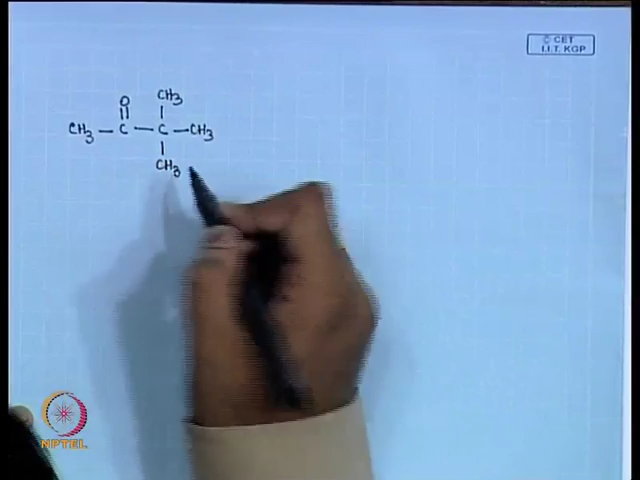 © CET
I.I.T. KGP
O CH3
CH3 — C — C — CH3
CH3
NPTEL